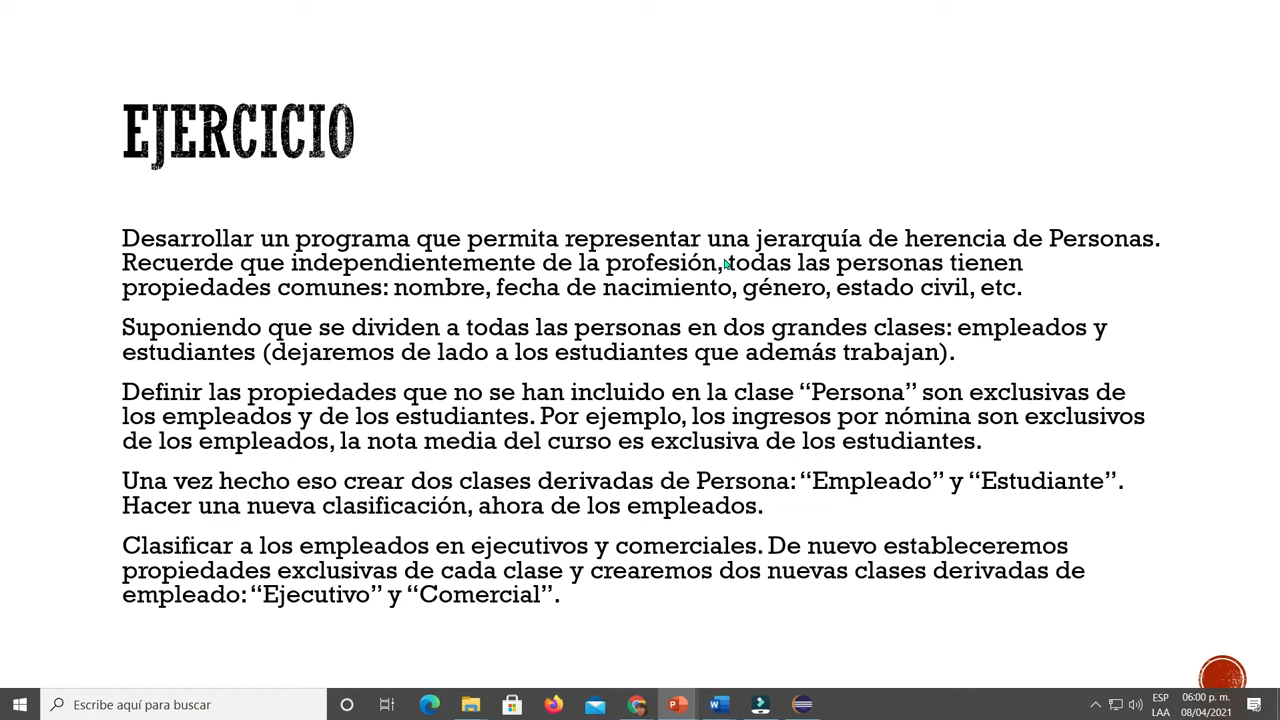 EJERCICIO
Desarrollar un programa que permita representar una jerarquía de herencia de Personas.
Recuerde que independientemente de la profesión, todas las personas tienen
propiedades comunes: nombre, fecha de nacimiento, género, estado civil, etc.
Suponiendo que se dividen a todas las personas en dos grandes clases: empleados y
estudiantes (dejaremos de lado a los estudiantes que además trabajan).
Definir las propiedades que no se han incluido en la clase “Persona” son exclusivas de
los empleados y de los estudiantes. Por ejemplo, los ingresos por nómina son exclusivos
de los empleados, la nota media del curso es exclusiva de los estudiantes.
Una vez hecho eso crear dos clases derivadas de Persona: “Empleado” y “Estudiante”.
Hacer una nueva clasificación, ahora de los empleados.
Clasificar a los empleados en ejecutivos y comerciales. De nuevo estableceremos
propiedades exclusivas de cada clase y crearemos dos nuevas clases derivadas de
empleado: “Ejecutivo” y “Comercial”.
Escribe aquí para buscar
ESP
LAA
06:00 p. m.
08/04/2021